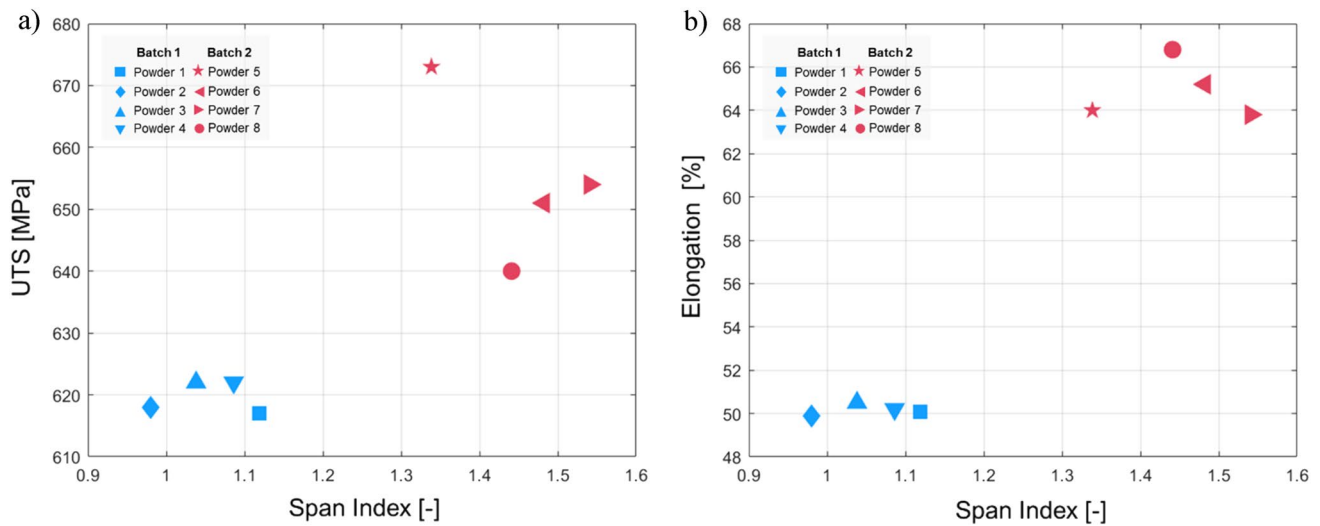 a)
680
670
660
650
640
630
620
610
UTS [MPa]
Batch 1 Batch 2
Powder 1 Powder 5
Powder 2 Powder 6
Powder 3 Powder 7
Powder 4 Powder 8
0.9 1 1.1 1.2 1.3 1.4 1.5 1.6
Span Index [-]
b)
68
66
64
62
60
58
56
54
52
50
48
Elongation [%]
Batch 1 Batch 2
Powder 1 Powder 5
Powder 2 Powder 6
Powder 3 Powder 7
Powder 4 Powder 8
0.9 1 1.1 1.2 1.3 1.4 1.5 1.6
Span Index [-]